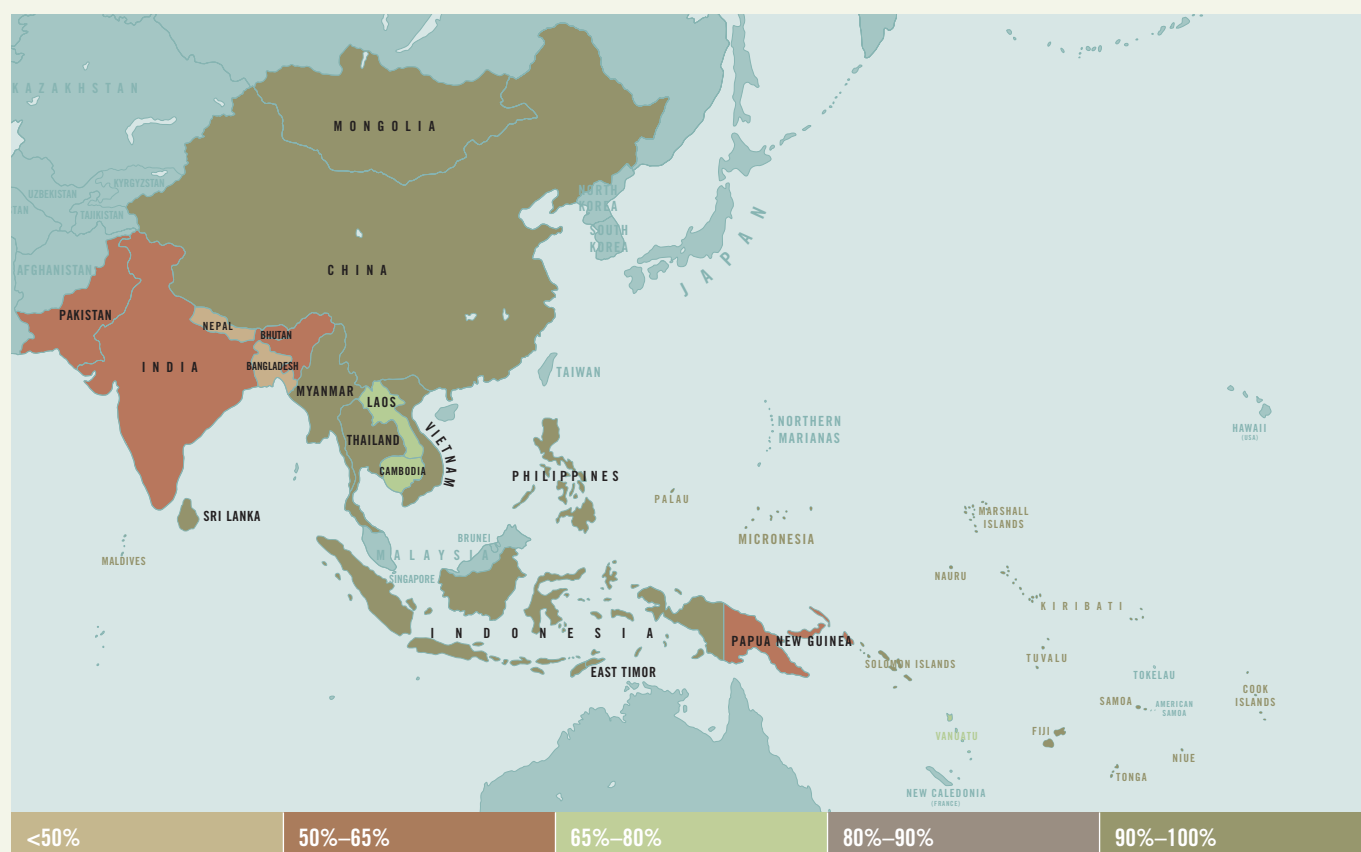 KAZAKHSTAN
MONGOLIA
KYRGYZSTAN
UZBEKISTAN
TAN
TAJIKISTAN
NORTH
KOREA
SOUTH
KOREA
JAPAN
AFGHANISTAN
CHINA
PAKISTAN
NEPAL
BHUTAN
INDIA
BANGLADESH
TAIWAN
MYANMAR
LAOS
VIETNAM
THAILAND
CAMBODIA
NORTHERN
MARIANAS
HAWAII
(USA)
PHILIPPINES
PALAU
SRI LANKA
MARSHALL
ISLANDS
MALDIVES
BRUNEI
MALAYSIA
SINGAPORE
MICRONESIA
NAURU
KIRIBATI
INDONESIA
PAPUA NEW GUINEA
EAST TIMOR
SOLOMON ISLANDS
TUVALU
TOKELAU
SAMOA
AMERICAN
SAMOA
COOK
ISLANDS
VANUATU
FIJI
NIUE
TONGA
NEW CALEDONIA
(FRANCE)
<50%
50%–65%
65%–80%
80%–90%
90%–100%